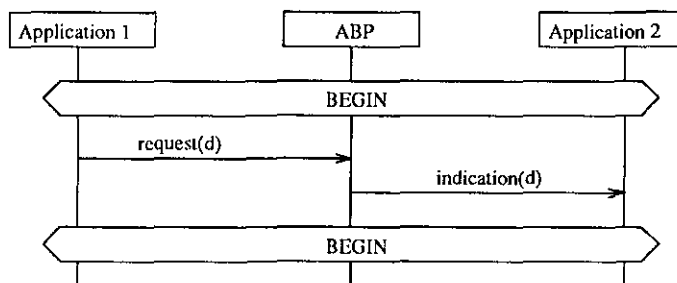 Application 1
ABP
Application 2
BEGIN
request(d)
indication(d)
BEGIN